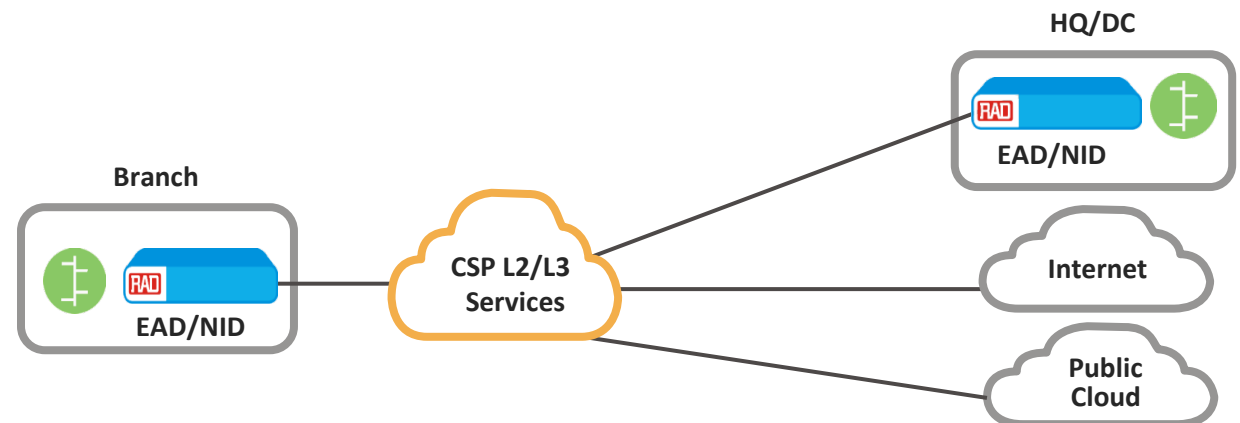 HQ/DC
RAD
EAD/NID
Branch
RAD
EAD/NID
CSP L2/L3
Services
Internet
Public
Cloud